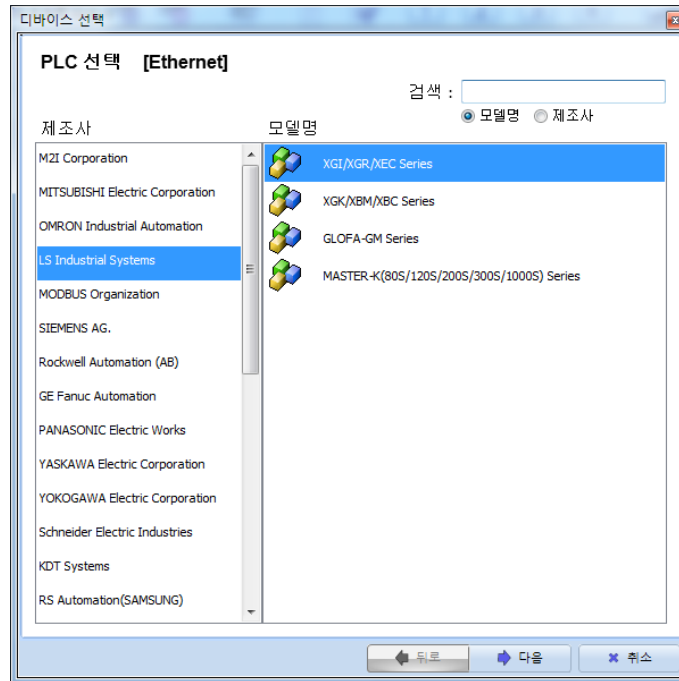 디바이스 선택
PLC 선택 [Ethernet]
검색 :
모델명 제조사
제조사
모델명
M2I Corporation
MITSUBISHI Electric Corporation
OMRON Industrial Automation
LS Industrial Systems
MODBUS Organization
SIEMENS AG.
Rockwell Automation (AB)
GE Fanuc Automation
PANASONIC Electric Works
YASKAWA Electric Corporation
YOKOGAWA Electric Corporation
Schneider Electric Industries
KDT Systems
RS Automation(SAMSUNG)
XGI/XGR/XEC Series
XGK/XBM/XBC Series
GLOFA-GM Series
MASTER-K(80S/120S/200S/300S/1000S) Series
뒤로 다음 취소